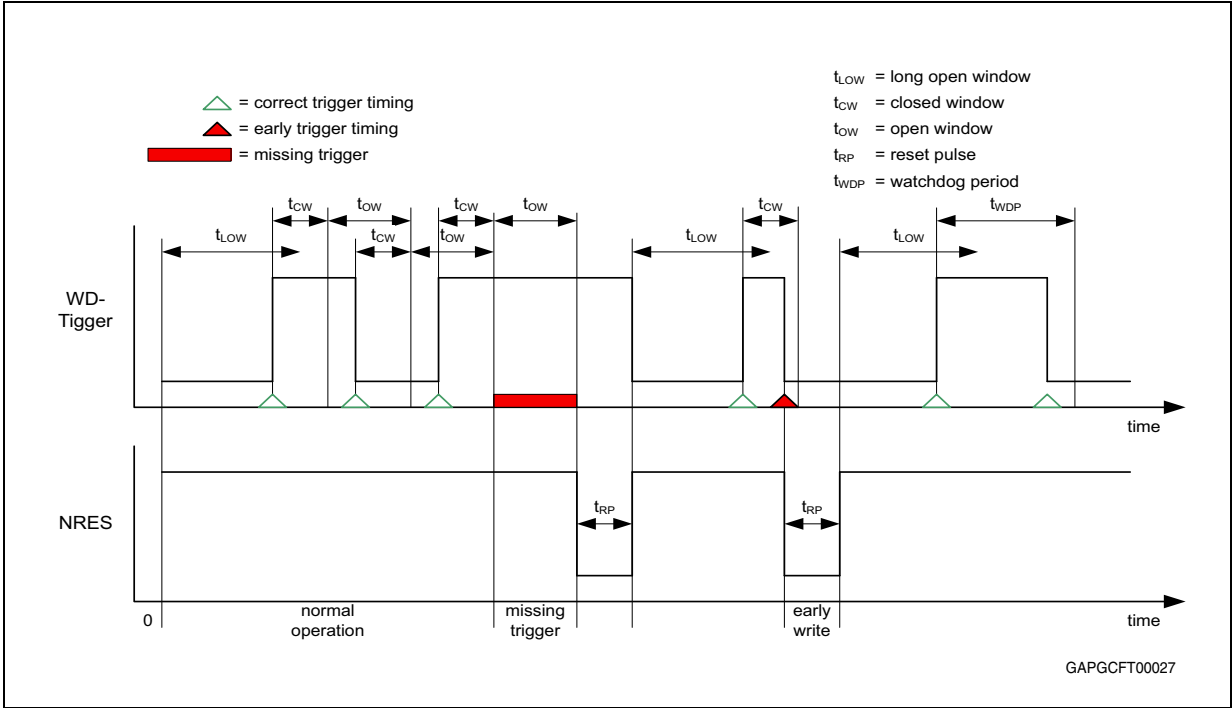 = correct trigger timing
= early trigger timing
= missing trigger
tLOW = long open window
tCW = closed window
tOW = open window
tRP = reset pulse
tWDP = watchdog period
tCW tOW tCW tOW tCW tWDP
tLOW tCW tOW tLOW tLOW
WD-
Tigger
time
NRES
tRP tRP
0
normal
operation
missing
trigger
early
write
time
GAPGCFT00027